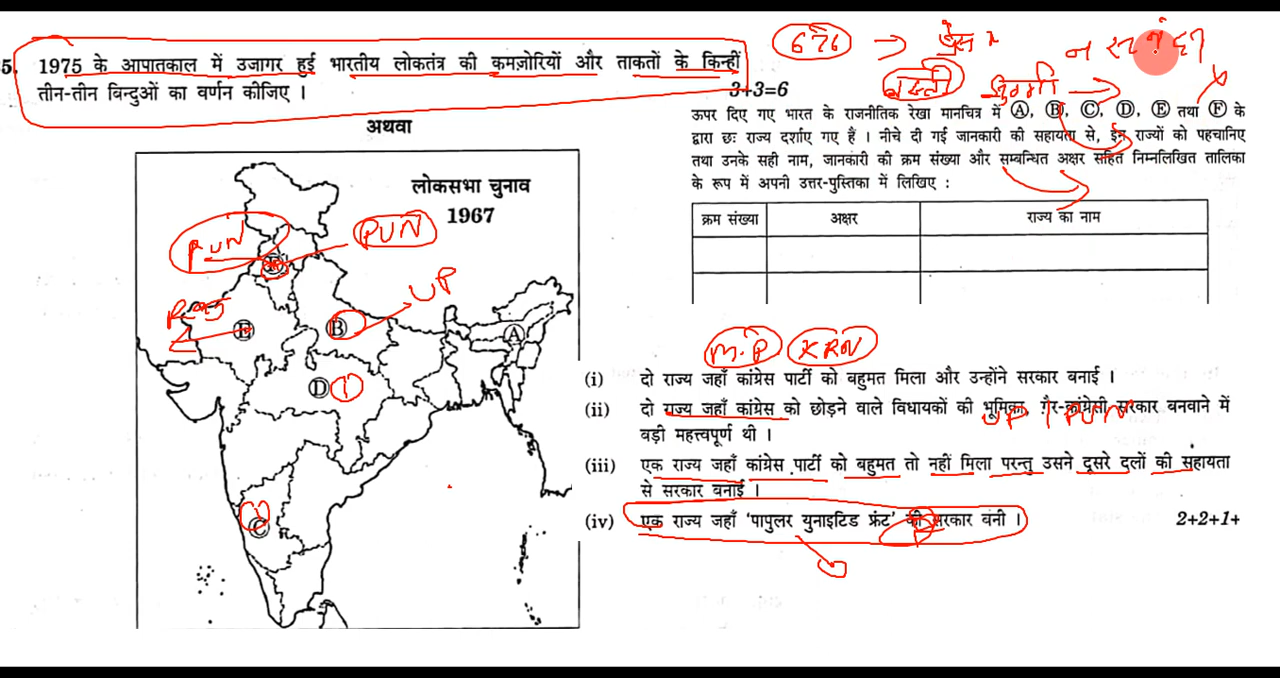 5. 1975 के आपातकाल में उजागर हुई भारतीय लोकतंत्र की कमज़ोरियों और ताकतों के किन्हीं
तीन-तीन बिन्दुओं का वर्णन कीजिए ।
3+3=6
अथवा
लोकसभा चुनाव
1967
PUN
PUN
UP
E
B
A
D
C
ऊपर दिए गए भारत के राजनीतिक रेखा मानचित्र में (A), (B), (C), (D), (E) तथा (F) के
द्वारा छः राज्य दर्शाए गए हैं । नीचे दी गई जानकारी की सहायता से, इन राज्यों को पहचानिए
तथा उनके सही नाम, जानकारी की क्रम संख्या और सम्बन्धित अक्षर सहित निम्नलिखित तालिका
के रूप में अपनी उत्तर-पुस्तिका में लिखिए :
क्रम संख्या अक्षर राज्य का नाम
M.P KRN
(i) दो राज्य जहाँ कांग्रेस पार्टी को बहुमत मिला और उन्होंने सरकार बनाई ।
(ii) दो राज्य जहाँ कांग्रेस को छोड़ने वाले विधायकों की भूमिका, गैर-कांग्रेसी सरकार बनवाने में
UP / PUN
बड़ी महत्त्वपूर्ण थी ।
(iii) एक राज्य जहाँ कांग्रेस पार्टी को बहुमत तो नहीं मिला परन्तु उसने दूसरे दलों की सहायता
से सरकार बनाई ।
(iv) एक राज्य जहाँ 'पापुलर युनाइटिड फ्रंट' की सरकार बनी ।
2+2+1+